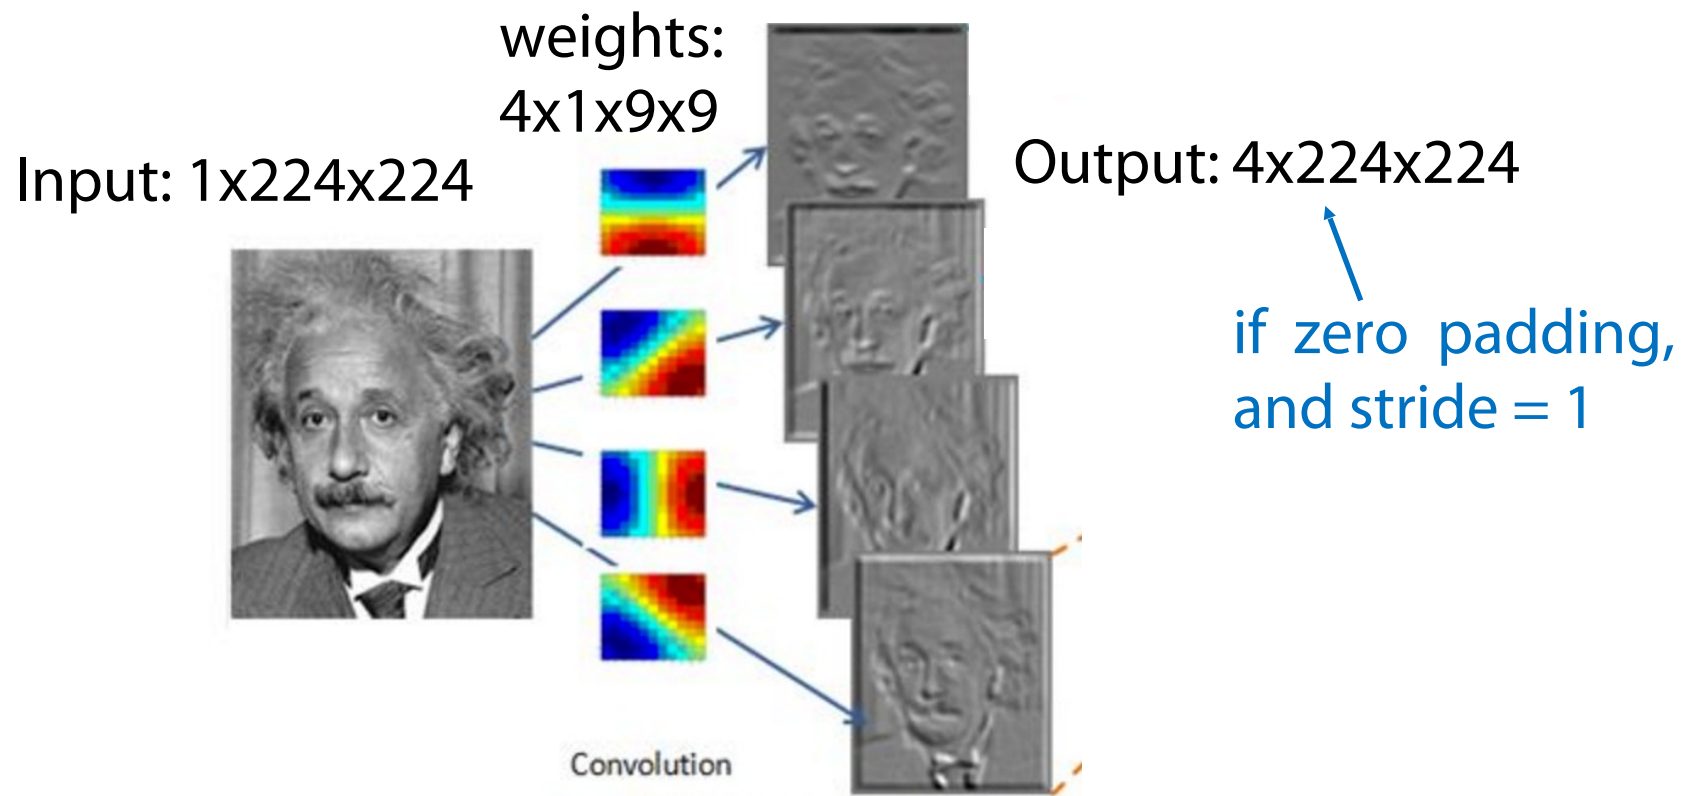 weights:
4x1x9x9
Input: 1x224x224
Output: 4x224x224
if zero padding,
and stride = 1
Convolution